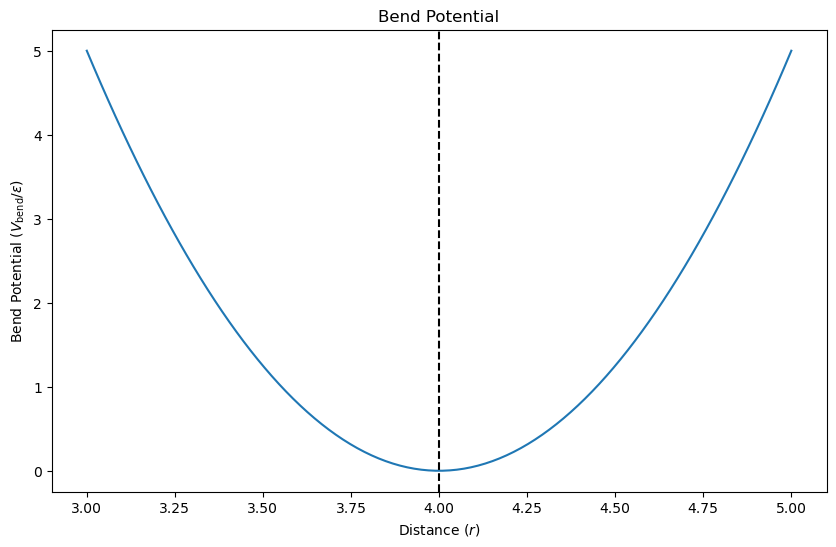 Bend Potential
Bend Potential (V_bend/ε)
5
4
3
2
1
0
3.00 3.25 3.50 3.75 4.00 4.25 4.50 4.75 5.00
Distance (r)